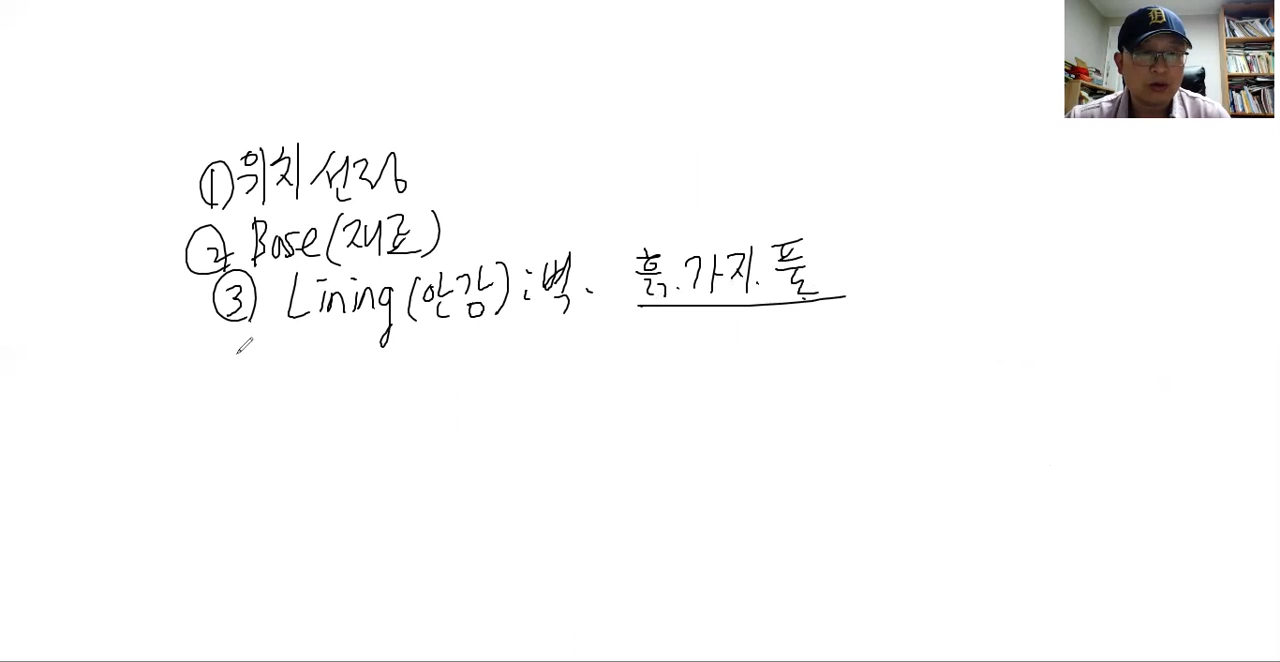 ① 위치 선정
② Base (재료)
③ Lining (안감) : 벽. 흙. 가지. 풀.
D